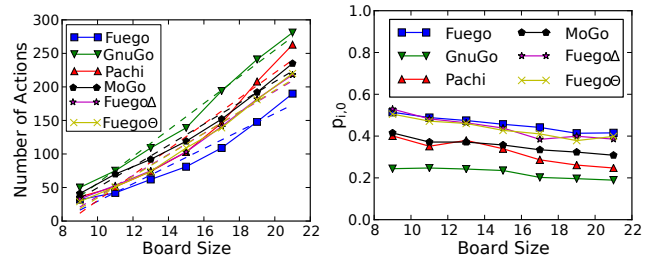 300
250
200
150
100
50
0
8 10 12 14 16 18 20 22
Board Size
Number of Actions
Fuego
GnuGo
Pachi
MoGo
FuegoΔ
FuegoΘ
1.0
0.8
0.6
0.4
0.2
0.0
8 10 12 14 16 18 20 22
Board Size
p_{i,0}
Fuego
GnuGo
Pachi
MoGo
FuegoΔ
FuegoΘ